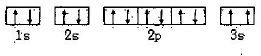 ↑↓ ↑↓ ↑↓ ↑↓ ↑↓ ↑↓
1s 2s 2p 3s